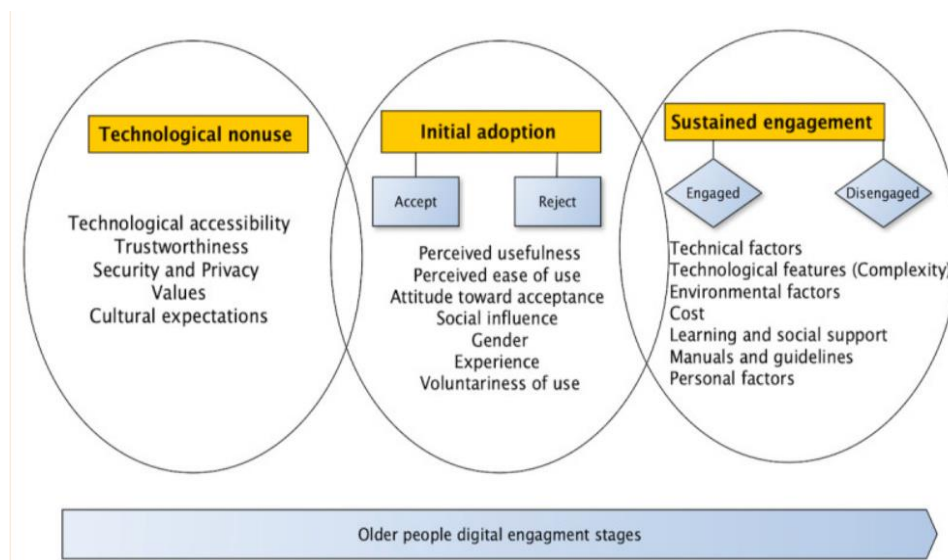 Technological nonuse
Technological accessibility
Trustworthiness
Security and Privacy
Values
Cultural expectations
Initial adoption
Accept
Reject
Perceived usefulness
Perceived ease of use
Attitude toward acceptance
Social influence
Gender
Experience
Voluntariness of use
Sustained engagement
Engaged
Disengaged
Technical factors
Technological features (Complexity)
Environmental factors
Cost
Learning and social support
Manuals and guidelines
Personal factors
Older people digital engagment stages